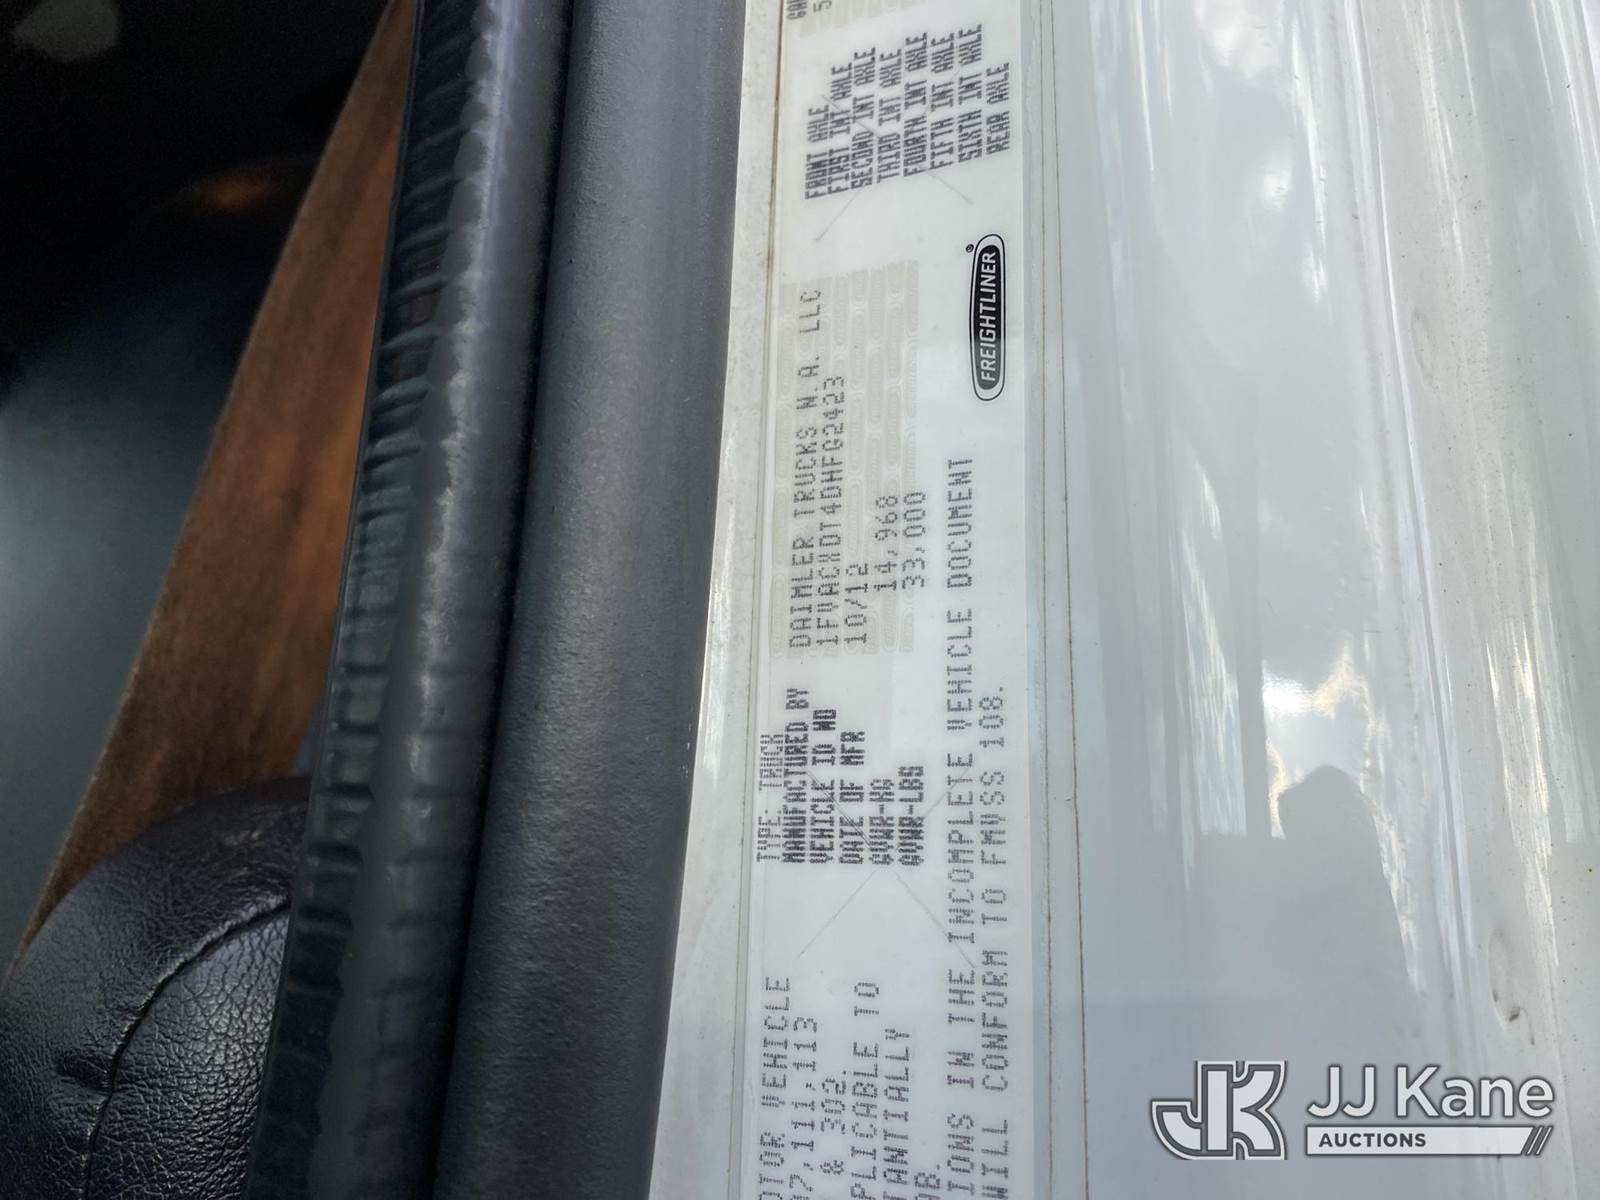 TYPE: TRUCK
MANUFACTURED BY DAIMLER TRUCKS N.A. LLC
VEHICLE ID NO 1FVACXDT4DHFG2423
DATE OF MFR 10/12
GVWR-KG 14,968
GVWR-LBS 33,000
FRONT AXLE
FIRST INT AXLE
SECOND INT AXLE
THIRD INT AXLE
FOURTH INT AXLE
FIFTH INT AXLE
SIXTH INT AXLE
REAR AXLE
VEHICLE
111,113
& 302.
TO
IN THE INCOMPLETE VEHICLE DOCUMENT
WILL CONFORM TO FMVSS 108.
FREIGHTLINER®
JK JJ Kane
AUCTIONS